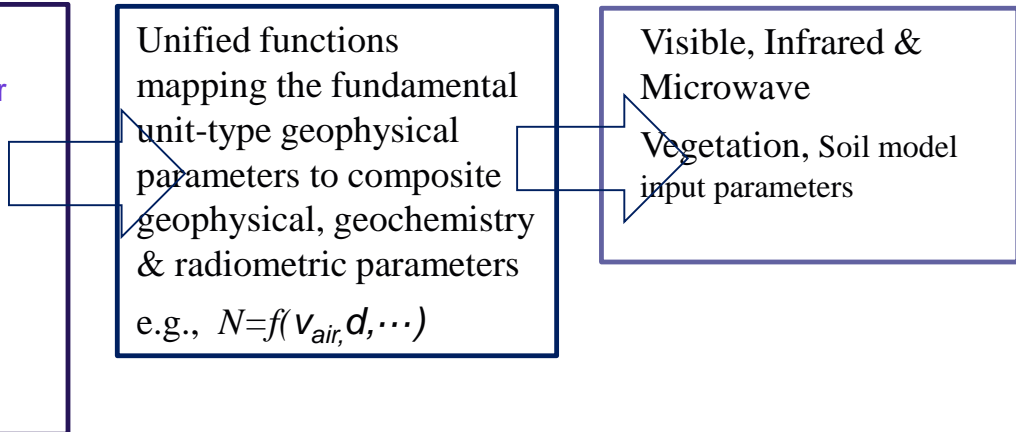 r
Unified functions
mapping the fundamental
unit-type geophysical
parameters to composite
geophysical, geochemistry
& radiometric parameters
e.g., N=f(v_air,d,⋯)
Visible, Infrared &
Microwave
Vegetation, Soil model
input parameters